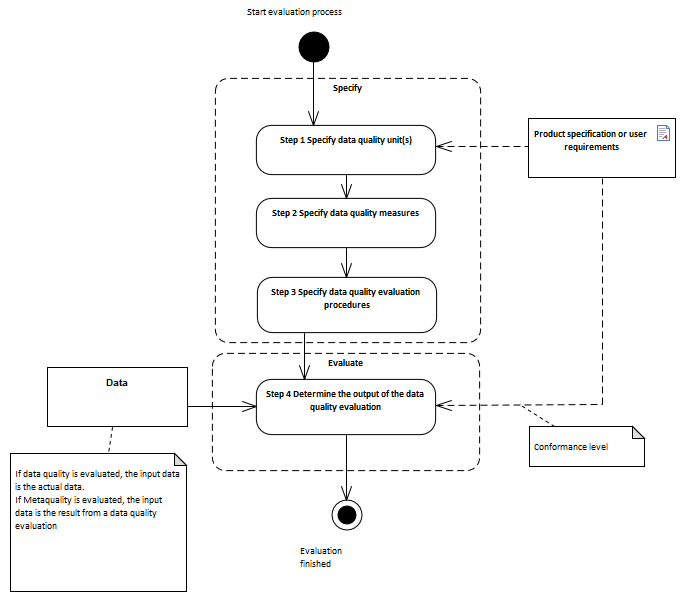 Start evaluation process
Specify
Step 1 Specify data quality unit(s)
Product specification or user
requirements
Step 2 Specify data quality measures
Step 3 Specify data quality evaluation
procedures
Evaluate
Data
Step 4 Determine the output of the data
quality evaluation
Conformance level
If data quality is evaluated, the input data
is the actual data.
If Metaquality is evaluated, the input
data is the result from a data quality
evaluation
Evaluation
finished